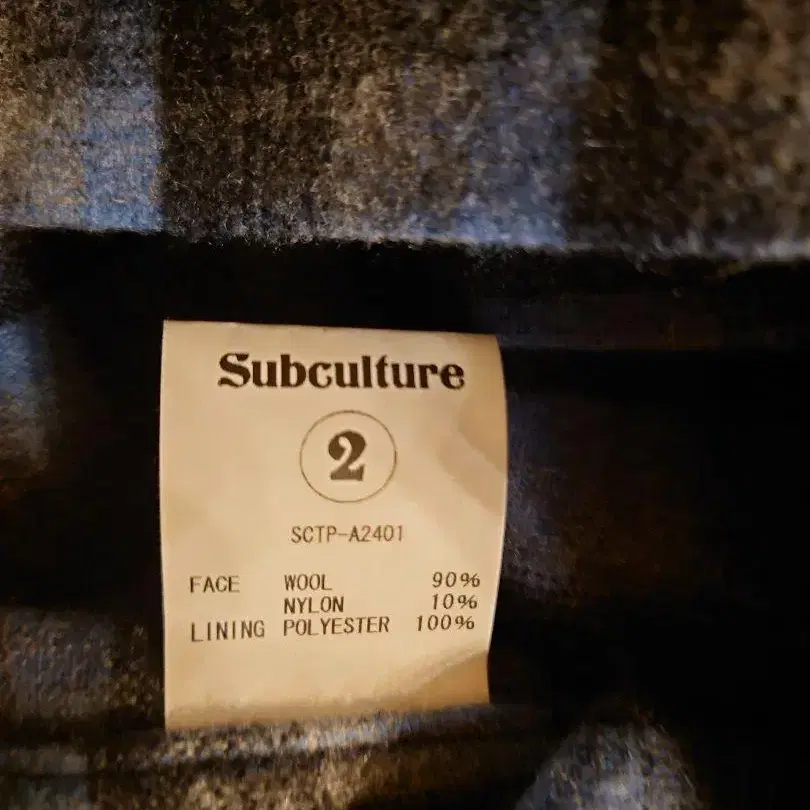 Subculture
2
SCTP-A2401
FACE WOOL 90%
NYLON 10%
LINING POLYESTER 100%